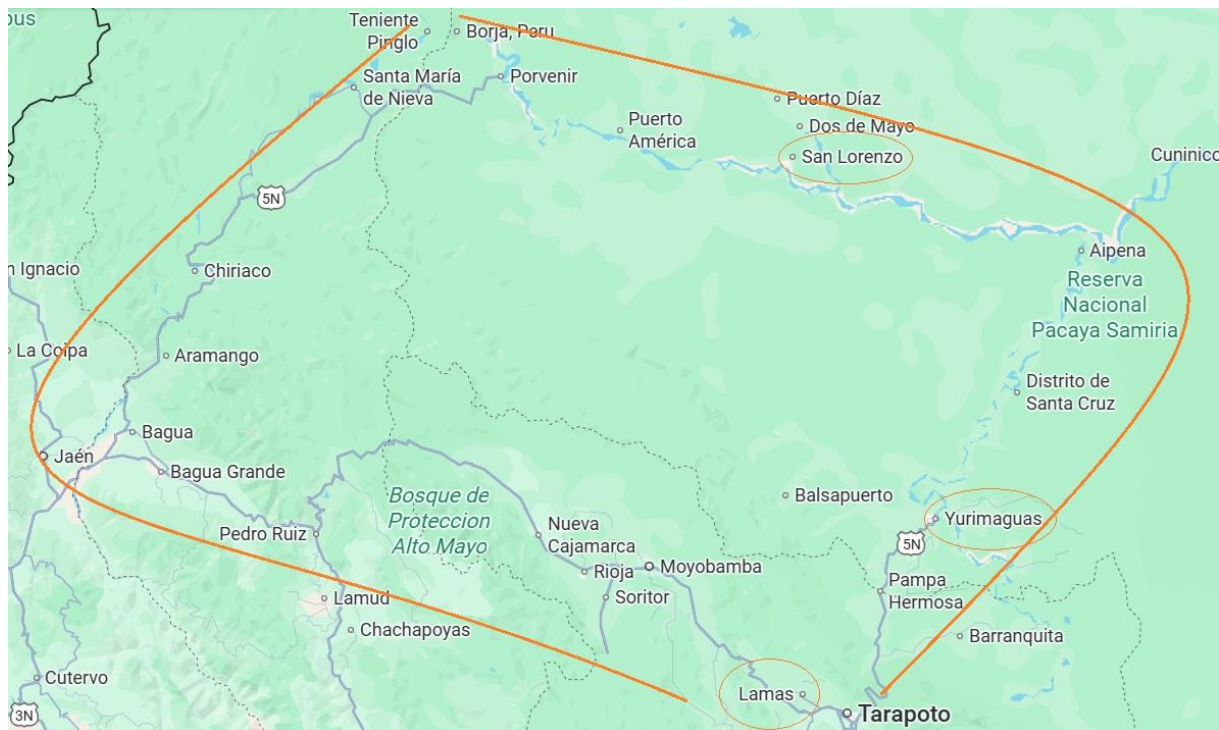 Teniente
Pinglo
Borja, Peru
Santa María
de Nieva
Porvenir
Puerto Díaz
Puerto
América
Dos de Mayo
San Lorenzo
Cuninico
5N
Aipena
n Ignacio
Chiriaco
Reserva
Nacional
Pacaya Samiria
La Coipa
Aramango
Distrito de
Santa Cruz
Bagua
Jaén
Bagua Grande
Bosque de
Proteccion
Alto Mayo
Balsapuerto
Yurimaguas
Pedro Ruiz
Nueva
Cajamarca
5N
Rioja
Moyobamba
Pampa
Hermosa
Lamud
Soritor
Chachapoyas
Barranquita
Cutervo
Lamas
Tarapoto
3N